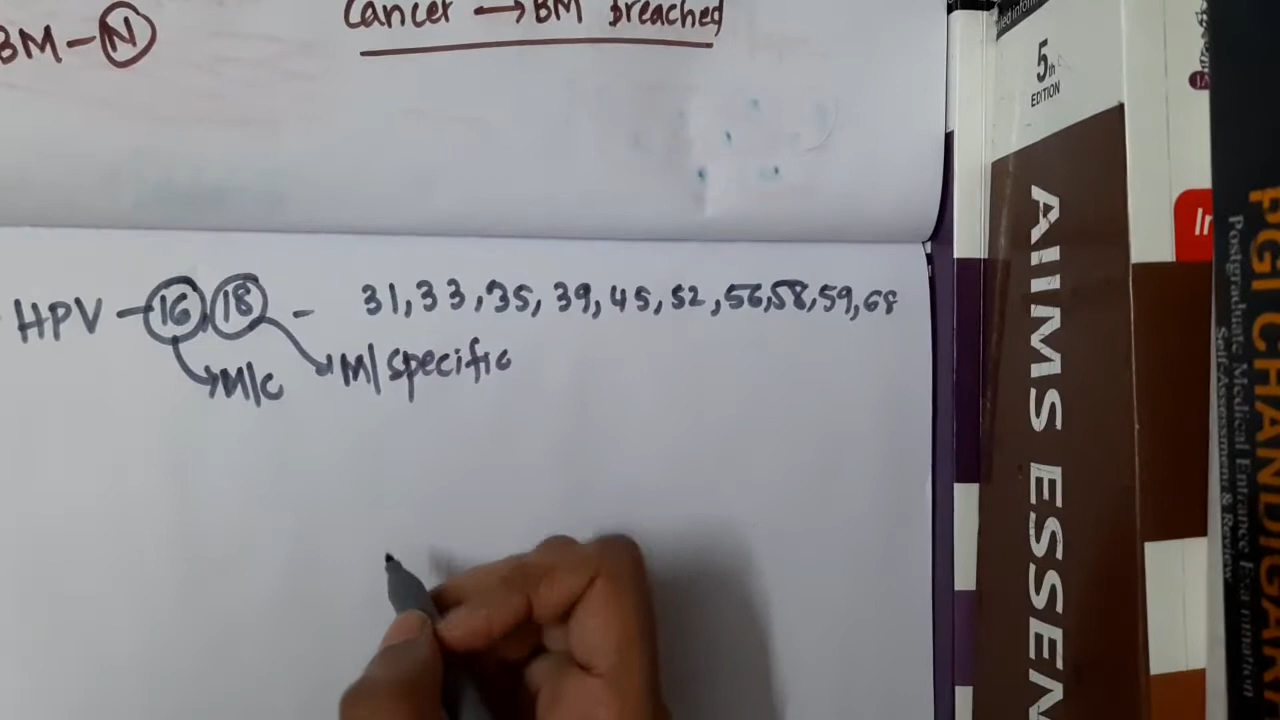 BM - N
Cancer → BM breached
HPV - 16, 18 - 31, 33, 35, 39, 45, 52, 56, 58, 59, 68
M/C
M/specific
5th
EDITION
AIIMS ESSEN
PGI CHANDIGAR
Postgraduate Medical Entrance Examination
Self-Assessment & Review